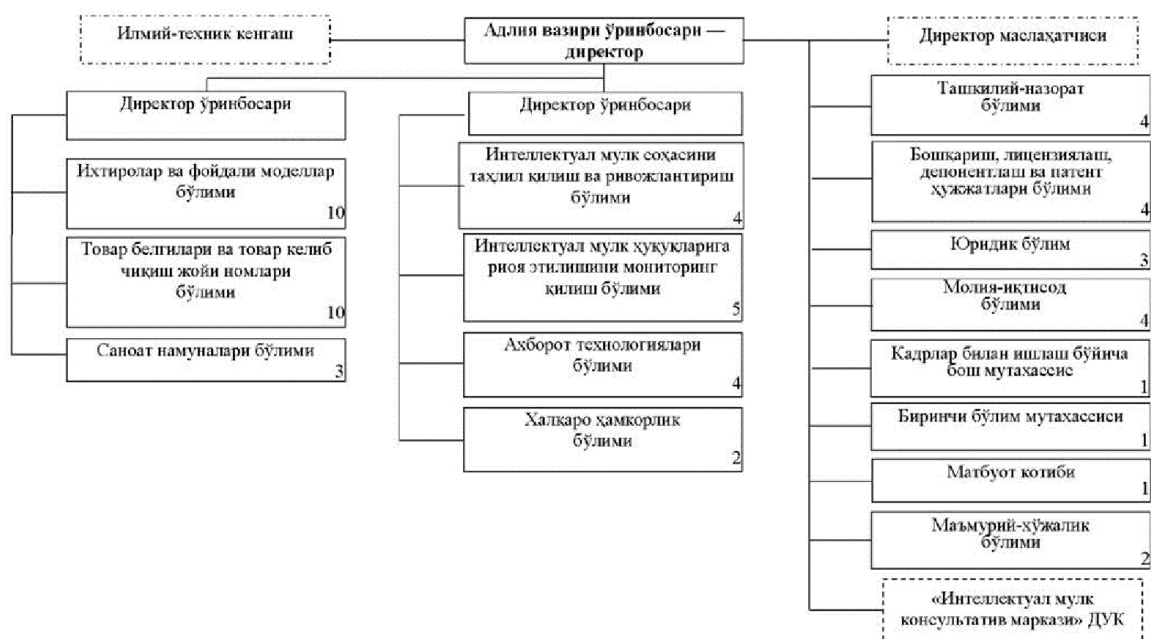 Илмий-техник кенгаш
Адлия вазири ўринбосари —
директор
Директор маслаҳатчиси
Директор ўринбосари
Ихтиролар ва фойдали моделлар
бўлими
10
Товар белгилари ва товар келиб
чиқиш жойи номлари
бўлими
10
Саноат намуналари бўлими
3
Директор ўринбосари
Интеллектуал мулк соҳасини
таҳлил қилиш ва ривожлантириш
бўлими
4
Интеллектуал мулк ҳуқуқларига
риоя этилишини мониторинг
қилиш бўлими
5
Ахборот технологиялари
бўлими
4
Халқаро ҳамкорлик
бўлими
2
Ташкилий-назорат
бўлими
4
Бошқариш, лицензиялаш,
депонентлаш ва патент
ҳужжатлари бўлими
4
Юридик бўлим
3
Молия-иқтисод
бўлими
4
Кадрлар билан ишлаш бўйича
бош мутахассис
1
Биринчи бўлим мутахассиси
1
Матбуот котиби
1
Маъмурий-хўжалик
бўлими
2
«Интеллектуал мулк
консультатив маркази» ДУК